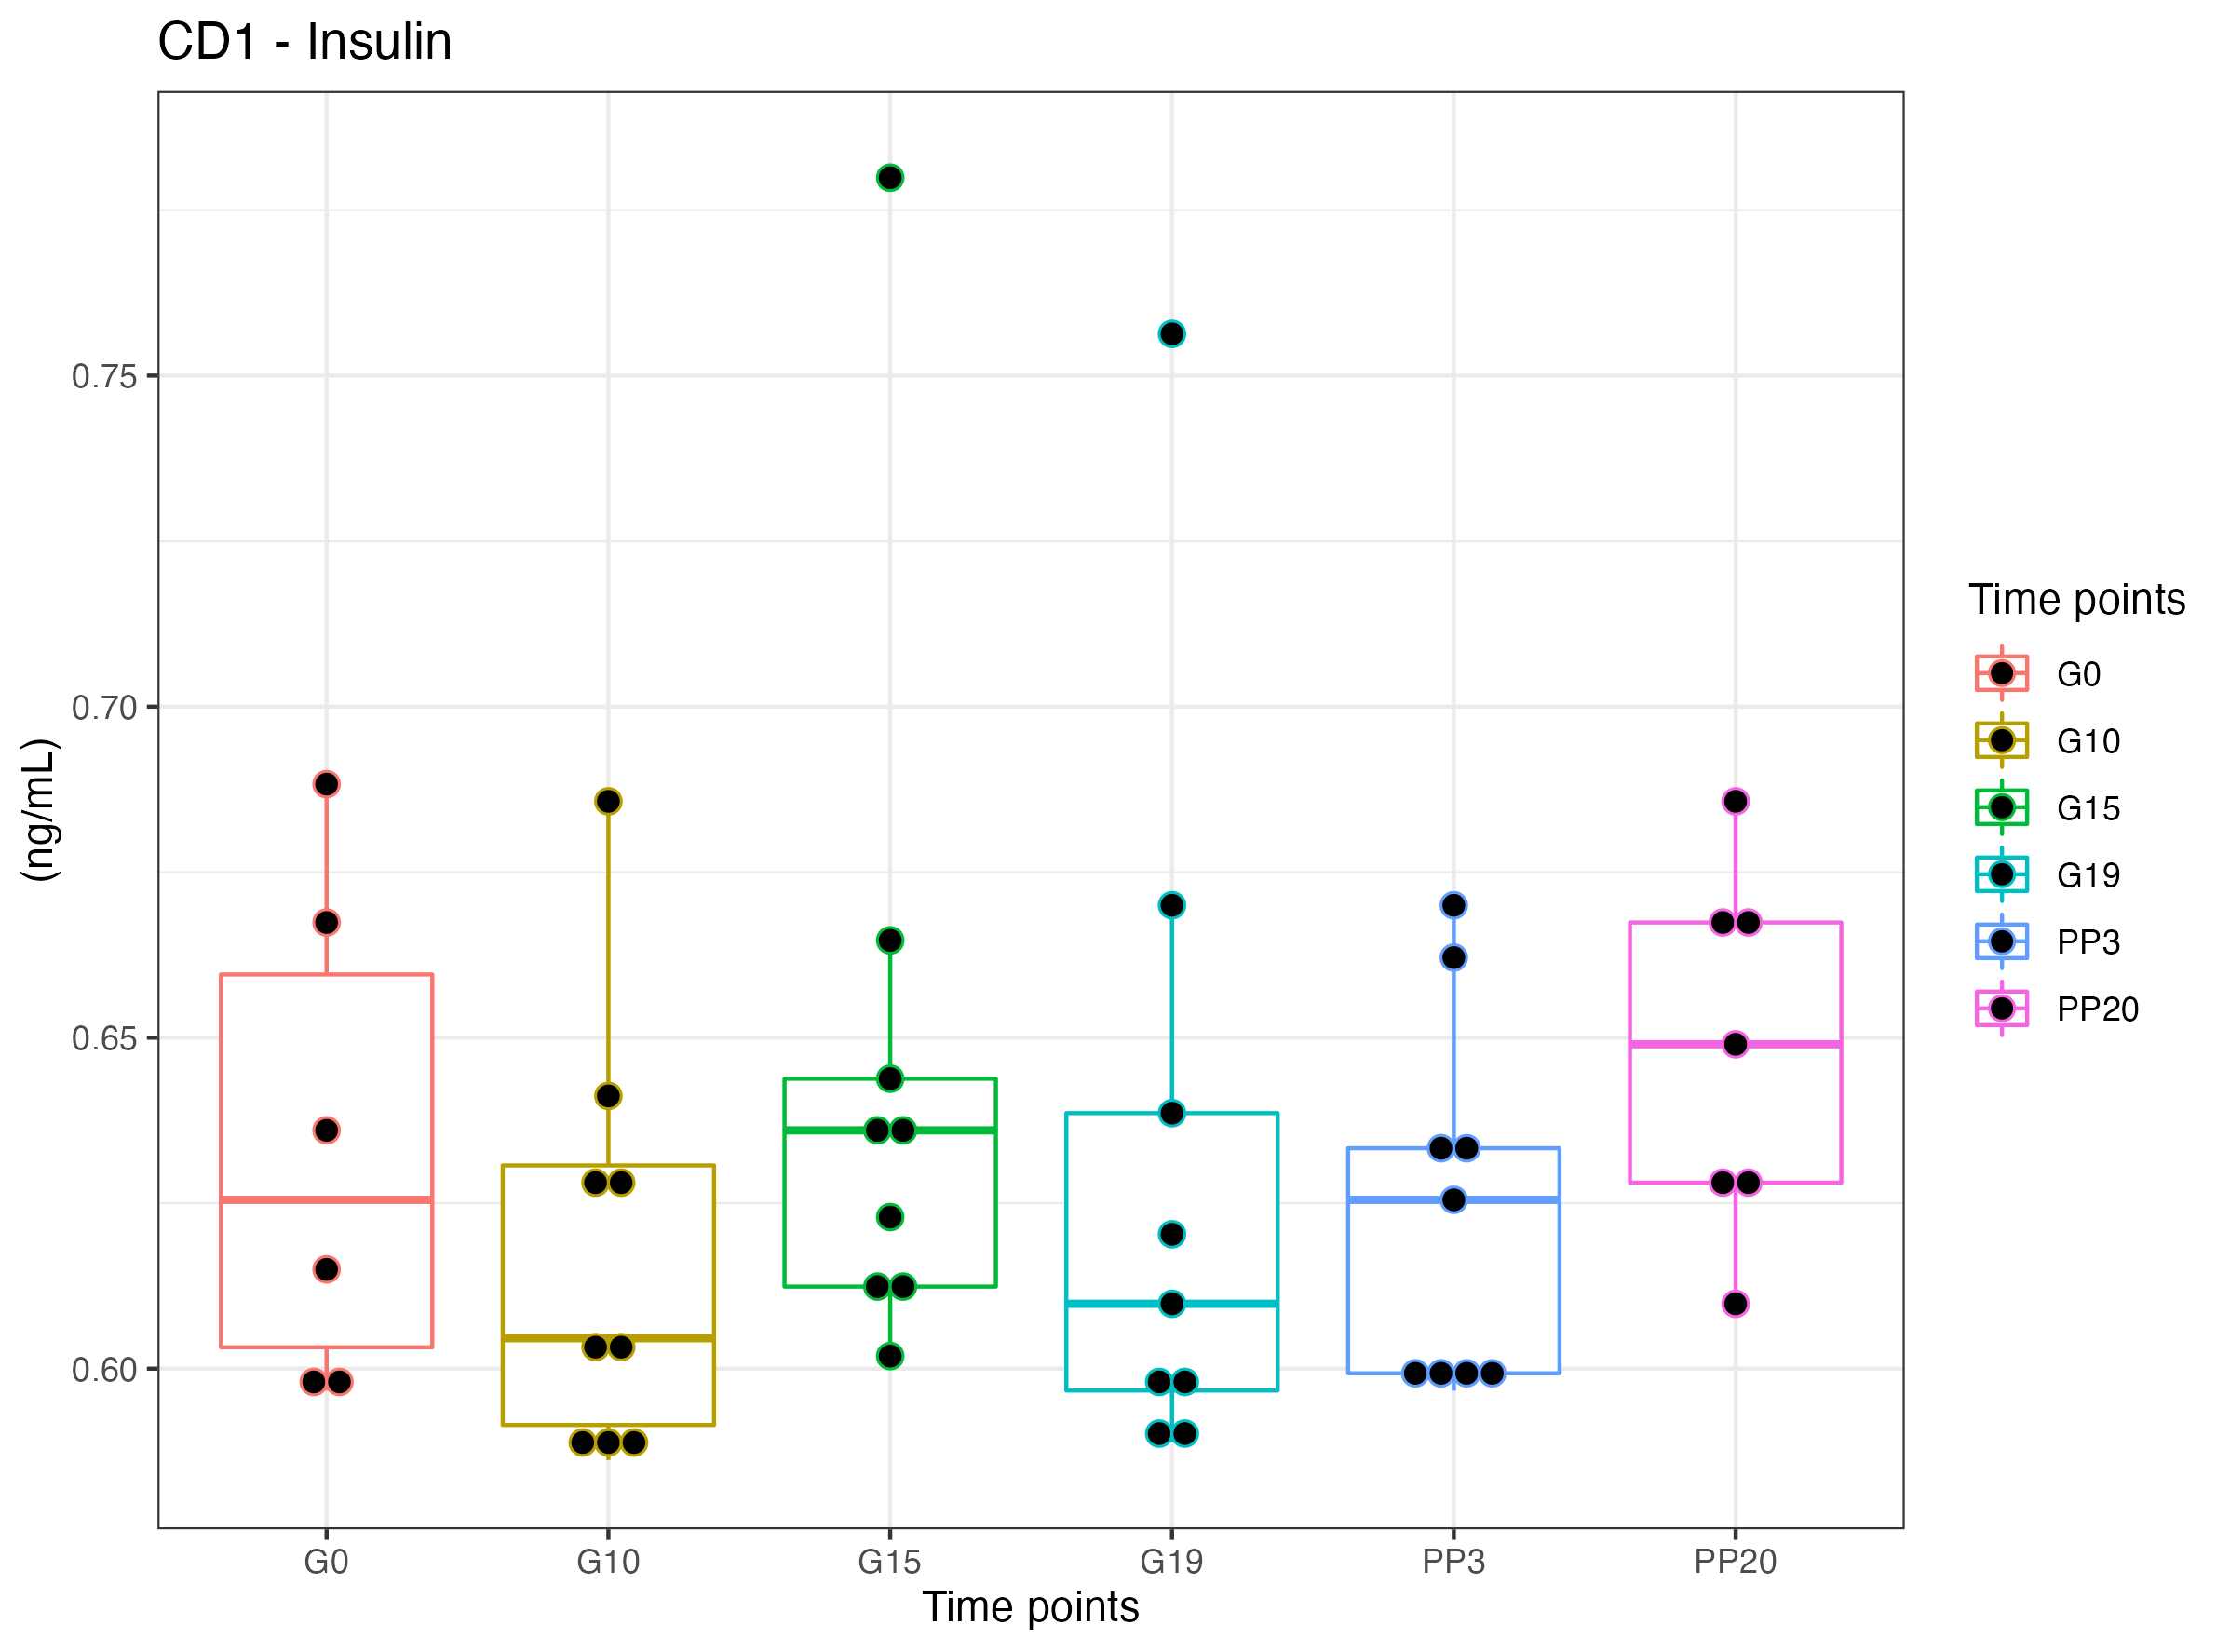 CD1 - Insulin
(ng/mL)
0.75
0.70
0.65
0.60
G0 G10 G15 G19 PP3 PP20
Time points
Time points
G0
G10
G15
G19
PP3
PP20